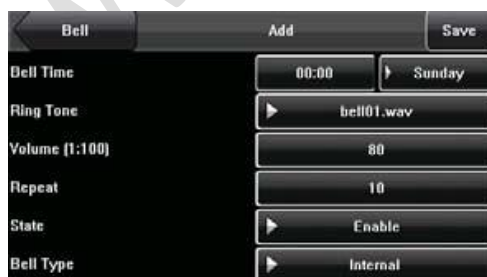 Bell Add Save
Bell Time 00:00 Sunday
Ring Tone bell01.wav
Volume (1:100) 80
Repeat 10
State Enable
Bell Type Internal